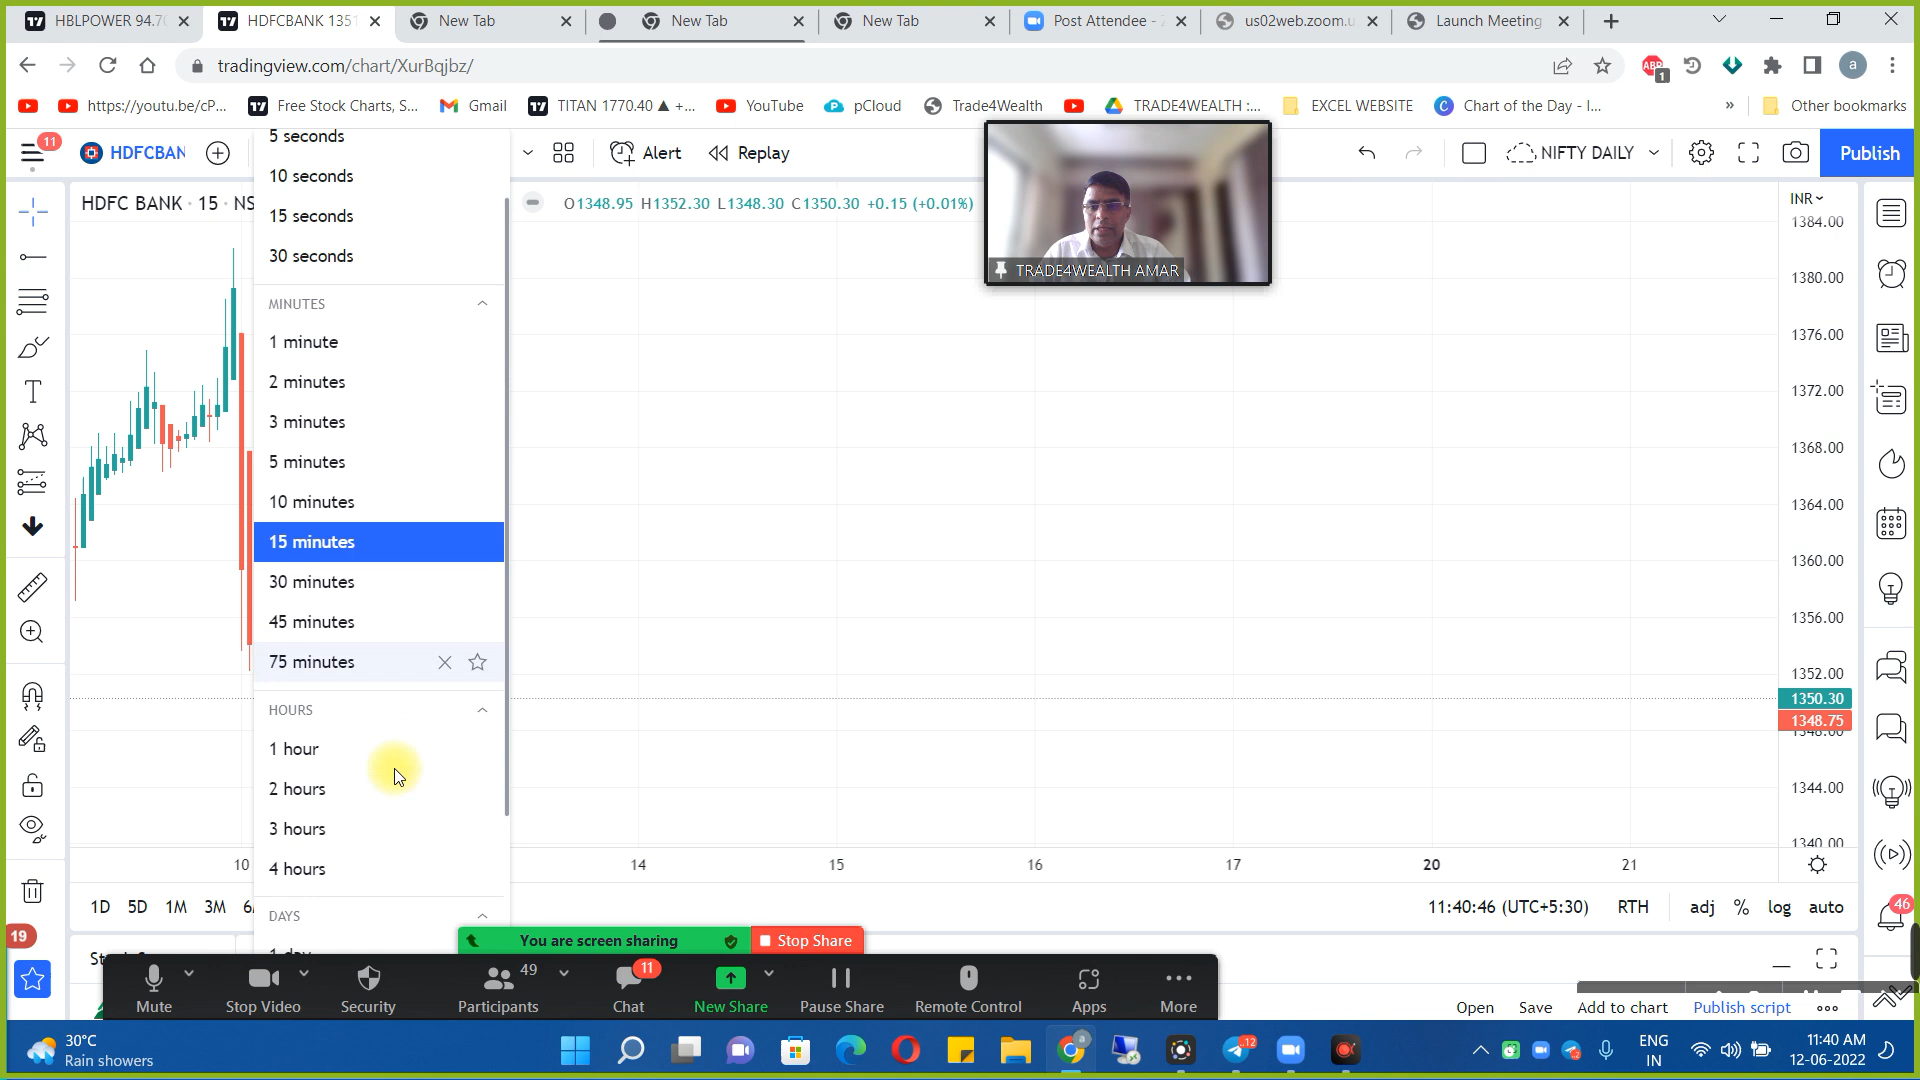 HBLPOWER 94.70
HDFCBANK 1351
New Tab
New Tab
New Tab
Post Attendee -
us02web.zoom.u
Launch Meeting
tradingview.com/chart/XurBqjbz/
ABP
1
a
https://youtu.be/cP...
Free Stock Charts, S...
Gmail
TITAN 1770.40 ▲ +...
YouTube
pCloud
Trade4Wealth
TRADE4WEALTH :...
EXCEL WEBSITE
Chart of the Day - I...
»
Other bookmarks
11
HDFCBAN
Alert
Replay
NIFTY DAILY
Publish
HDFC BANK · 15 · NS
O1348.95 H1352.30 L1348.30 C1350.30 +0.15 (+0.01%)
TRADE4WEALTH AMAR
5 seconds
10 seconds
15 seconds
30 seconds
MINUTES
1 minute
2 minutes
3 minutes
5 minutes
10 minutes
15 minutes
30 minutes
45 minutes
75 minutes
HOURS
1 hour
2 hours
3 hours
4 hours
DAYS
1 day
INR
1384.00
1380.00
1376.00
1372.00
1368.00
1364.00
1360.00
1356.00
1352.00
1350.30
1348.75
1348.00
1344.00
1340.00
10
14
15
16
17
20
21
1D 5D 1M 3M 6
11:40:46 (UTC+5:30)
RTH
adj % log auto
46
19
You are screen sharing
Stop Share
Mute
Stop Video
Security
Participants
49
Chat
11
New Share
Pause Share
Remote Control
Apps
More
Open
Save
Add to chart
Publish script
30°C
Rain showers
12
ENG
IN
11:40 AM
12-06-2022